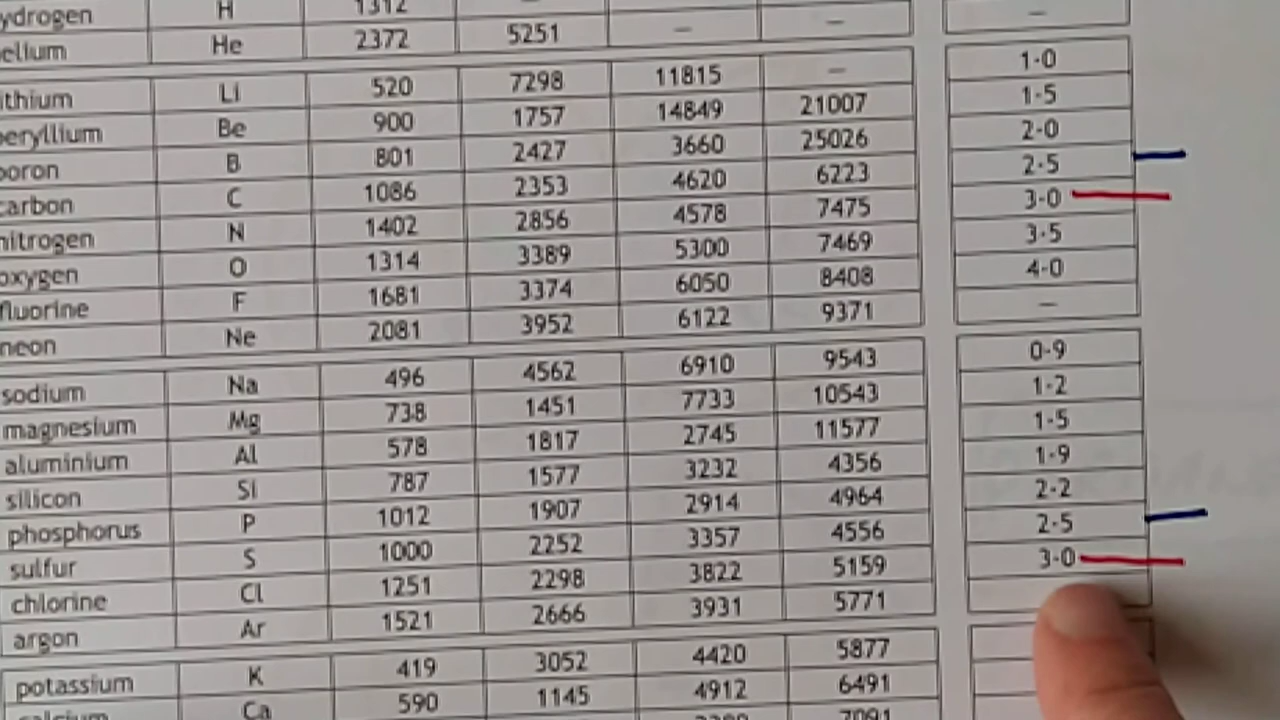 ydrogen H 1312 —
elium He 2372 5251 — — —
ithium Li 520 7298 11815 — 1·0
eryllium Be 900 1757 14849 21007 1·5
boron B 801 2427 3660 25026 2·0
carbon C 1086 2353 4620 6223 2·5
nitrogen N 1402 2856 4578 7475 3·0
oxygen O 1314 3389 5300 7469 3·5
fluorine F 1681 3374 6050 8408 4·0
neon Ne 2081 3952 6122 9371 —
sodium Na 496 4562 6910 9543 0·9
magnesium Mg 738 1451 7733 10543 1·2
aluminium Al 578 1817 2745 11577 1·5
silicon Si 787 1577 3232 4356 1·9
phosphorus P 1012 1907 2914 4964 2·2
sulfur S 1000 2252 3357 4556 2·5
chlorine Cl 1251 2298 3822 5159 3·0
argon Ar 1521 2666 3931 5771
potassium K 419 3052 4420 5877
calcium Ca 590 1145 4912 6491
7091